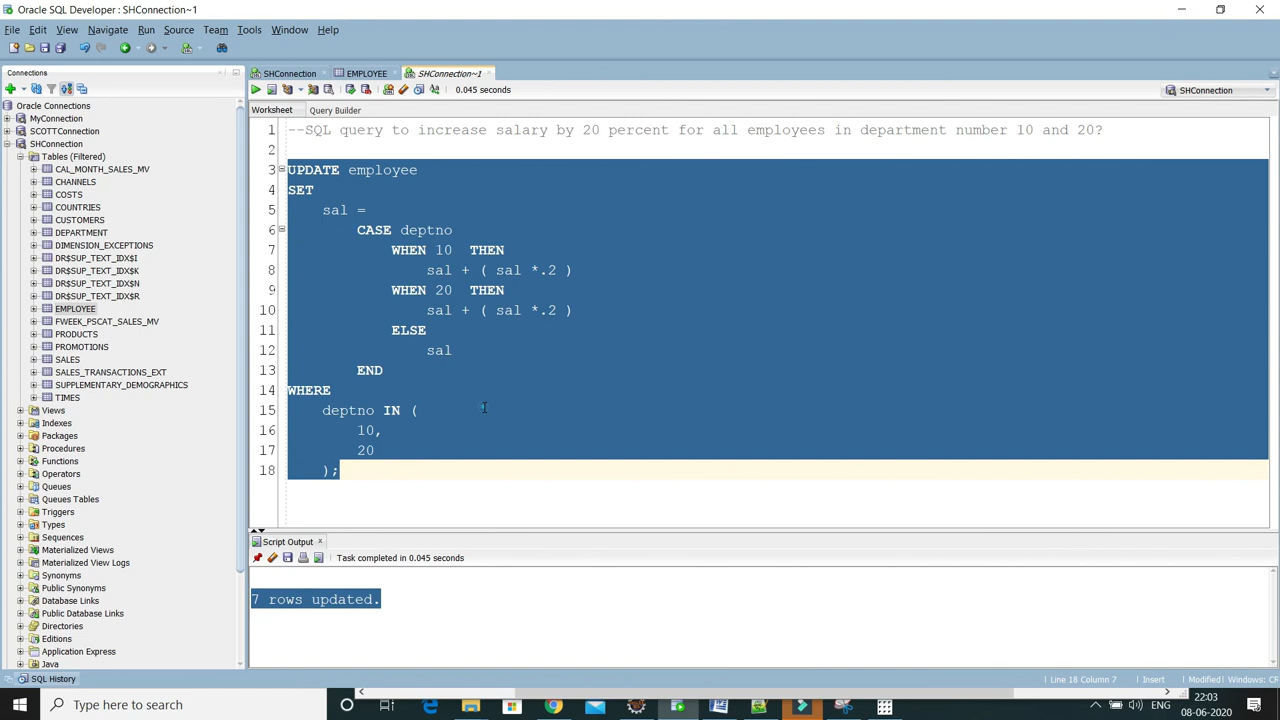 Oracle SQL Developer : SHConnection~1
File Edit View Navigate Run Source Team Tools Window Help
Connections
SHConnection EMPLOYEE SHConnection~1
0.045 seconds SHConnection
Worksheet Query Builder
Oracle Connections
MyConnection
SCOTTConnection
SHConnection
Tables (Filtered)
CAL_MONTH_SALES_MV
CHANNELS
COSTS
COUNTRIES
CUSTOMERS
DEPARTMENT
DIMENSION_EXCEPTIONS
DR$SUP_TEXT_IDX$I
DR$SUP_TEXT_IDX$K
DR$SUP_TEXT_IDX$N
DR$SUP_TEXT_IDX$R
EMPLOYEE
FWEEK_PSCAT_SALES_MV
PRODUCTS
PROMOTIONS
SALES
SALES_TRANSACTIONS_EXT
SUPPLEMENTARY_DEMOGRAPHICS
TIMES
Views
Indexes
Packages
Procedures
Functions
Operators
Queues
Queues Tables
Triggers
Types
Sequences
Materialized Views
Materialized View Logs
Synonyms
Public Synonyms
Database Links
Public Database Links
Directories
Editions
Application Express
Java
SQL History
1 --SQL query to increase salary by 20 percent for all employees in department number 10 and 20?
2
3 UPDATE employee
4 SET
5 sal =
6 CASE deptno
7 WHEN 10 THEN
8 sal + ( sal *.2 )
9 WHEN 20 THEN
10 sal + ( sal *.2 )
11 ELSE
12 sal
13 END
14 WHERE
15 deptno IN (
16 10,
17 20
18 );
Script Output
Task completed in 0.045 seconds
7 rows updated.
Line 18 Column 7 Insert Modified Windows: CF
Type here to search
22:03
08-06-2020